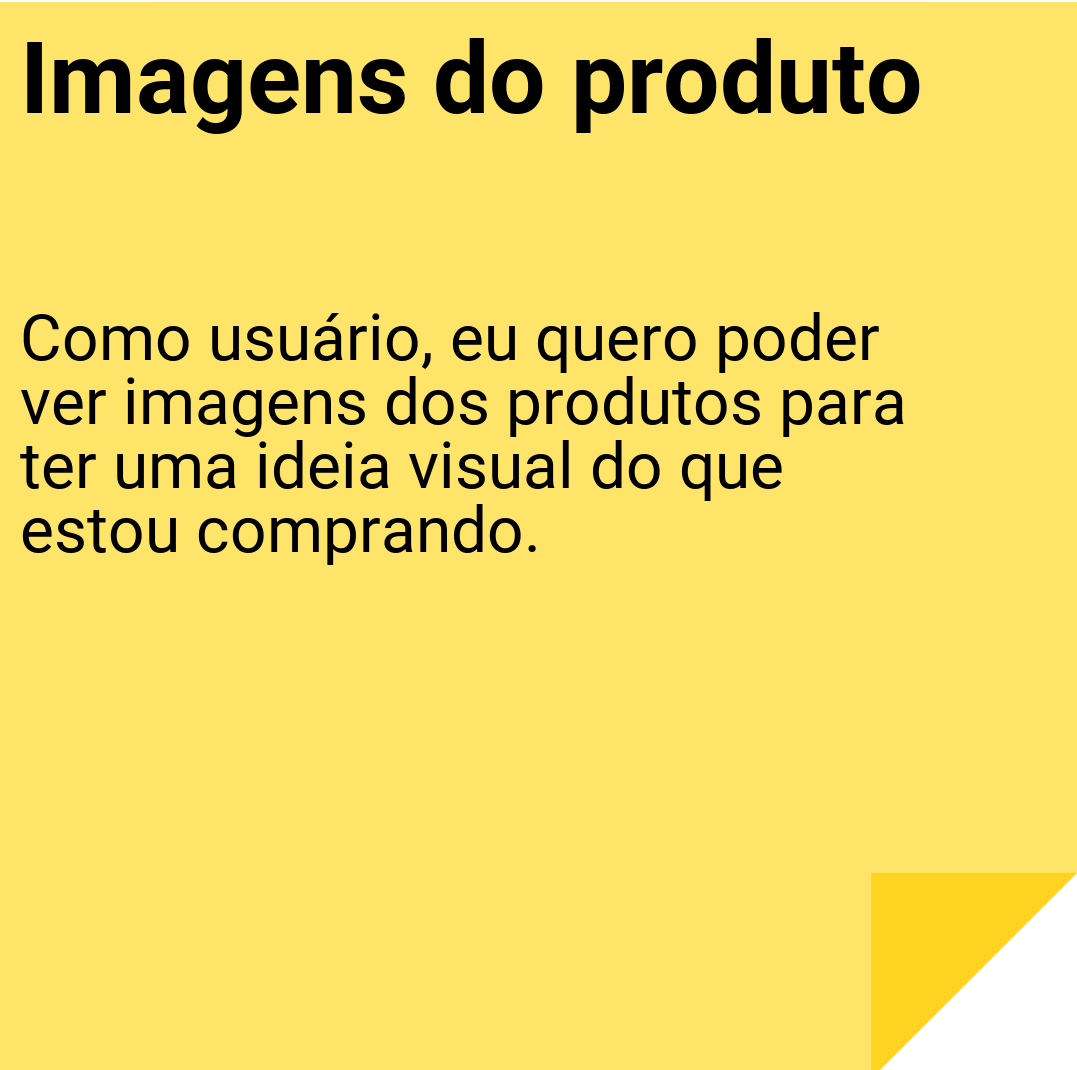 Imagens do produto
Como usuário, eu quero poder
ver imagens dos produtos para
ter uma ideia visual do que
estou comprando.